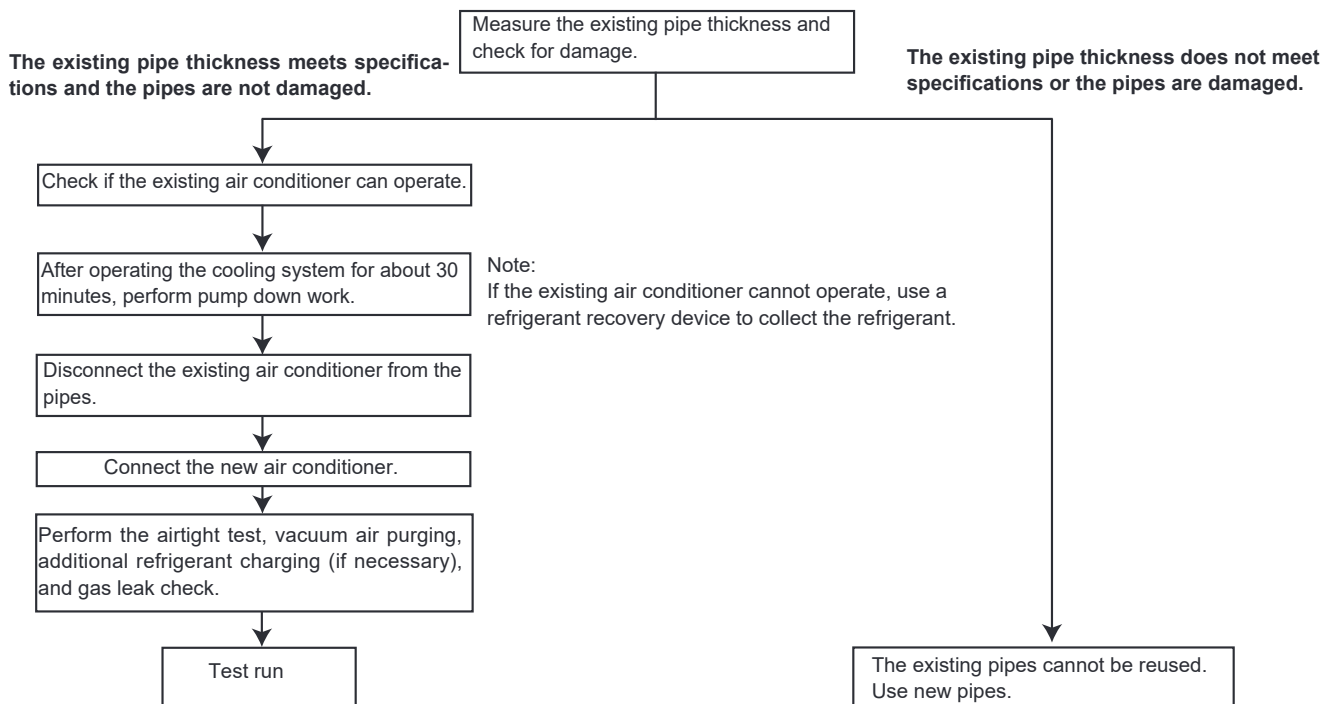 Measure the existing pipe thickness and
check for damage.
The existing pipe thickness meets specifica-
tions and the pipes are not damaged.
The existing pipe thickness does not meet
specifications or the pipes are damaged.
Check if the existing air conditioner can operate.
After operating the cooling system for about 30
minutes, perform pump down work.
Note:
If the existing air conditioner cannot operate, use a
refrigerant recovery device to collect the refrigerant.
Disconnect the existing air conditioner from the
pipes.
Connect the new air conditioner.
Perform the airtight test, vacuum air purging,
additional refrigerant charging (if necessary),
and gas leak check.
Test run
The existing pipes cannot be reused.
Use new pipes.